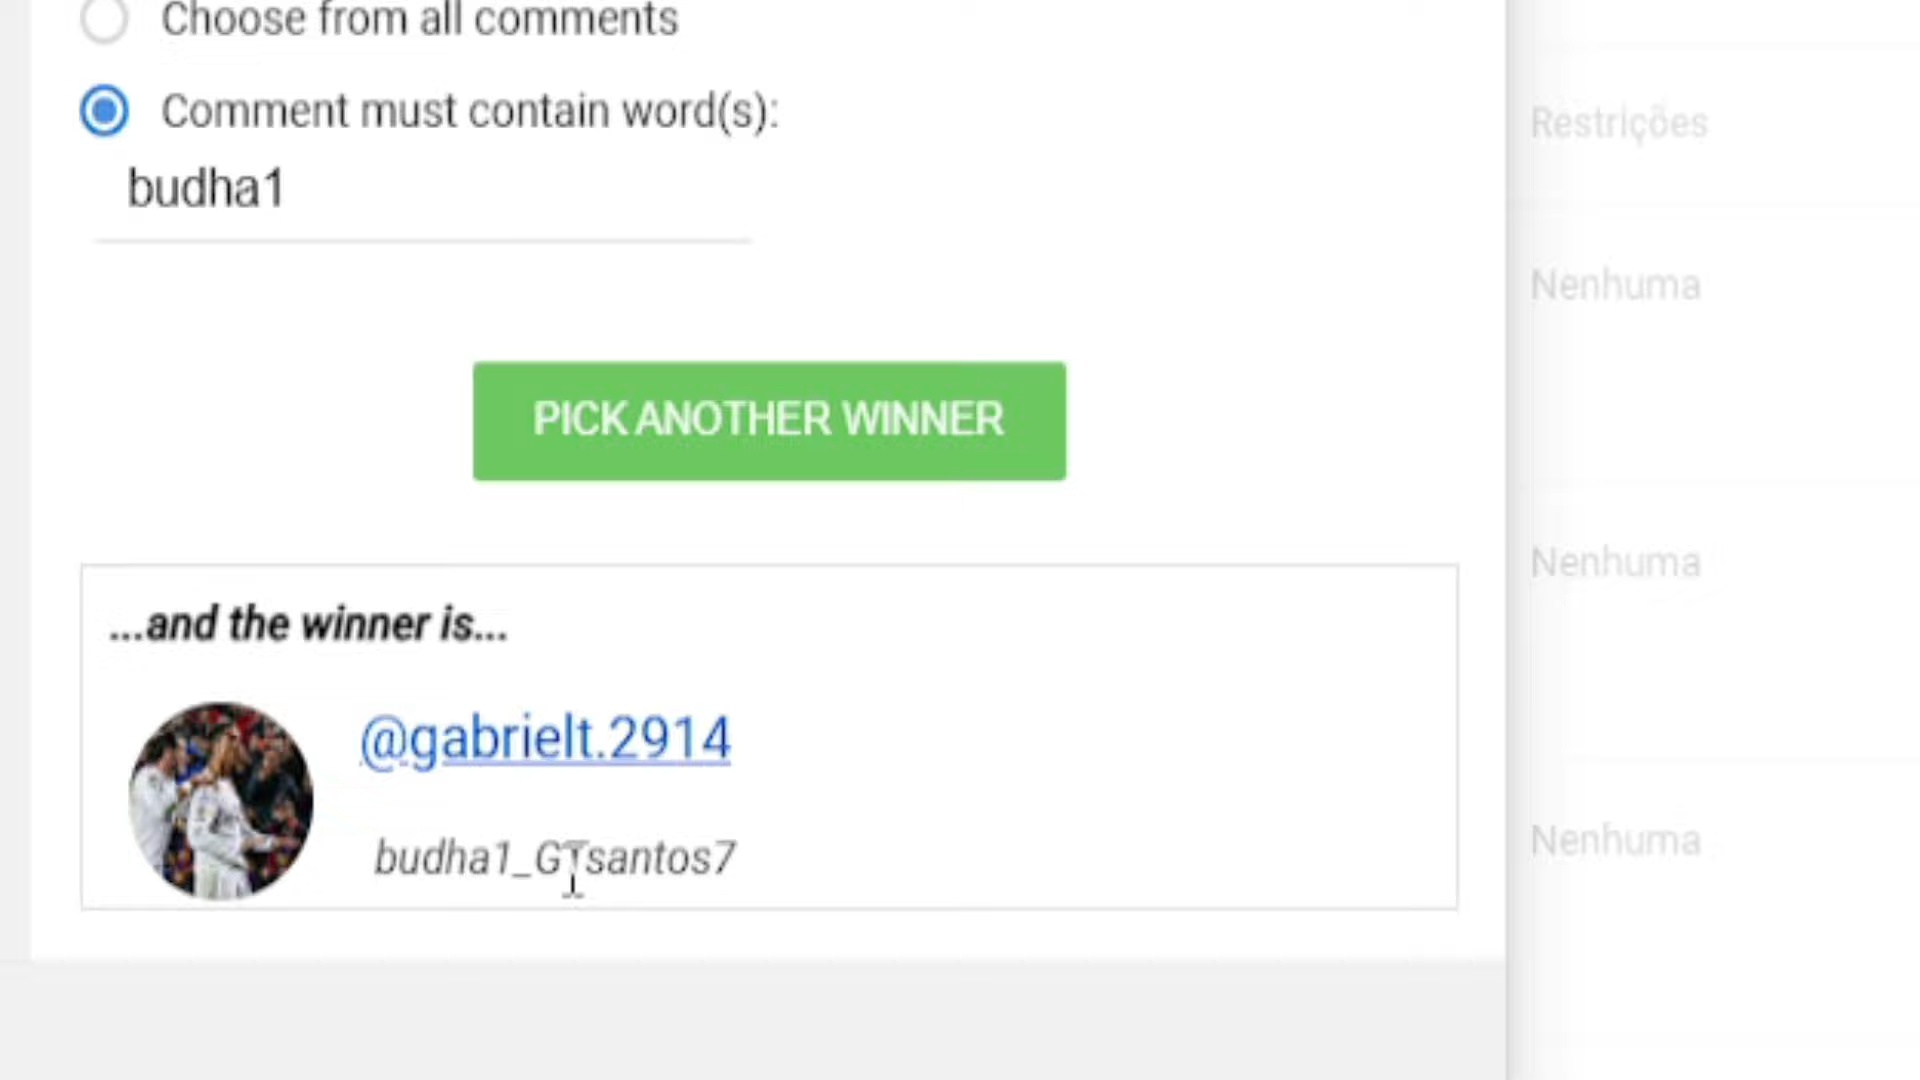 Choose from all comments
Comment must contain word(s):
budha1
PICK ANOTHER WINNER
...and the winner is...
@gabrielt.2914
budha1_GTsantos7
Restrições
Nenhuma
Nenhuma
Nenhuma